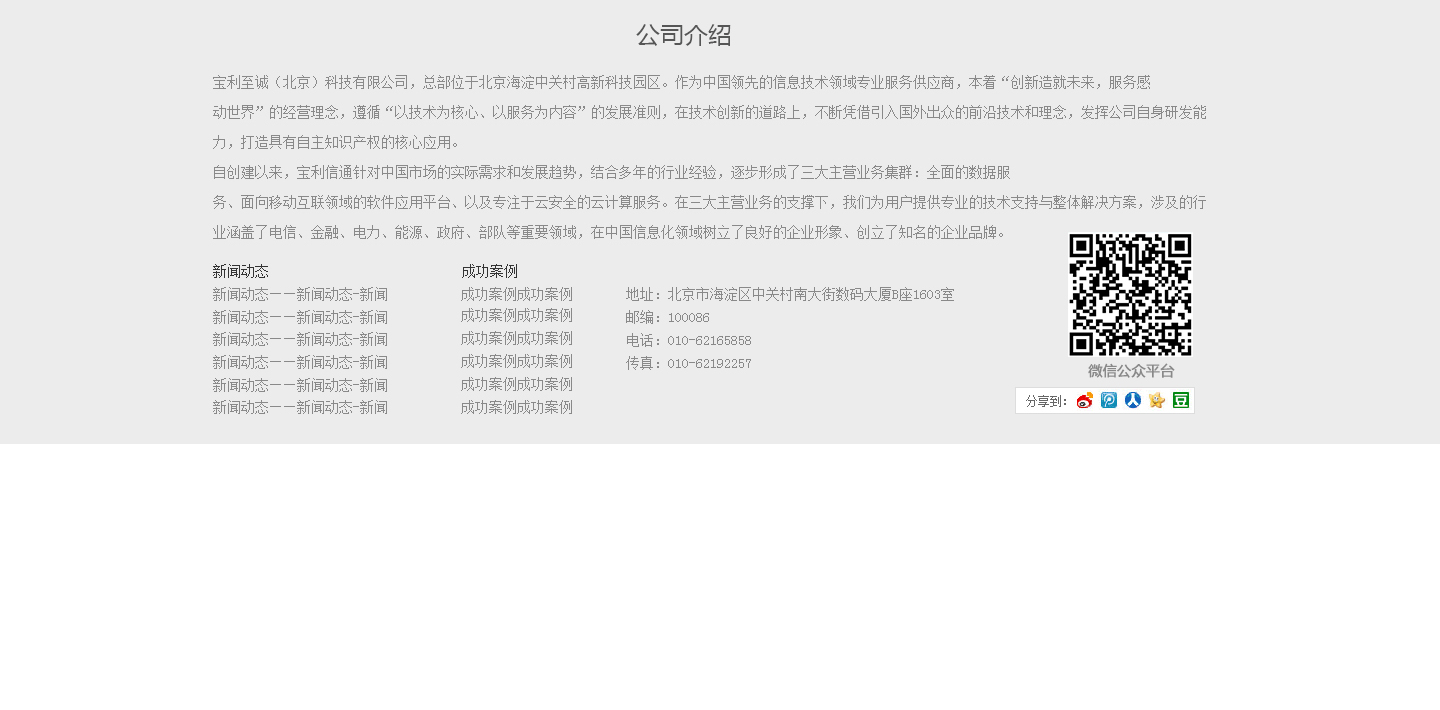 公司介绍
宝利至诚（北京）科技有限公司，总部位于北京海淀中关村高新科技园区。作为中国领先的信息技术领域专业服务供应商，本着“创新造就未来，服务感
动世界”的经营理念，遵循“以技术为核心、以服务为内容”的发展准则，在技术创新的道路上，不断凭借引入国外出众的前沿技术和理念，发挥公司自身研发能
力，打造具有自主知识产权的核心应用。
自创建以来，宝利信通针对中国市场的实际需求和发展趋势，结合多年的行业经验，逐步形成了三大主营业务集群：全面的数据服
务、面向移动互联领域的软件应用平台、以及专注于云安全的云计算服务。在三大主营业务的支撑下，我们为用户提供专业的技术支持与整体解决方案，涉及的行
业涵盖了电信、金融、电力、能源、政府、部队等重要领域，在中国信息化领域树立了良好的企业形象、创立了知名的企业品牌。
新闻动态
新闻动态——新闻动态-新闻
新闻动态——新闻动态-新闻
新闻动态——新闻动态-新闻
新闻动态——新闻动态-新闻
新闻动态——新闻动态-新闻
新闻动态——新闻动态-新闻
成功案例
成功案例成功案例
成功案例成功案例
成功案例成功案例
成功案例成功案例
成功案例成功案例
成功案例成功案例
地址：北京市海淀区中关村南大街数码大厦B座1603室
邮编：100086
电话：010-62165858
传真：010-62192257
微信公众平台
分享到：
豆